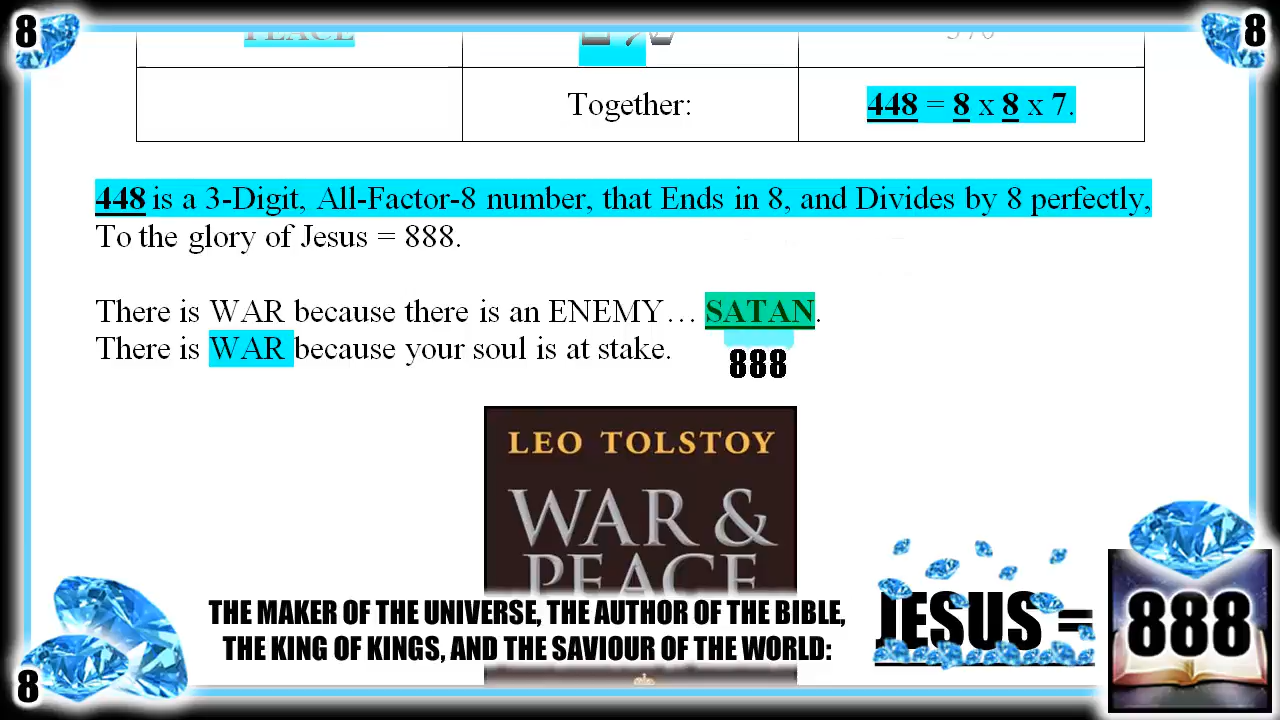 8
8
PEACE
Together:
448 = 8 x 8 x 7.
448 is a 3-Digit, All-Factor-8 number, that Ends in 8, and Divides by 8 perfectly,
To the glory of Jesus = 888.
There is WAR because there is an ENEMY… SATAN.
There is WAR because your soul is at stake.
888
LEO TOLSTOY
WAR &
PEACE
THE MAKER OF THE UNIVERSE, THE AUTHOR OF THE BIBLE,
THE KING OF KINGS, AND THE SAVIOUR OF THE WORLD:
JESUS =
888
8